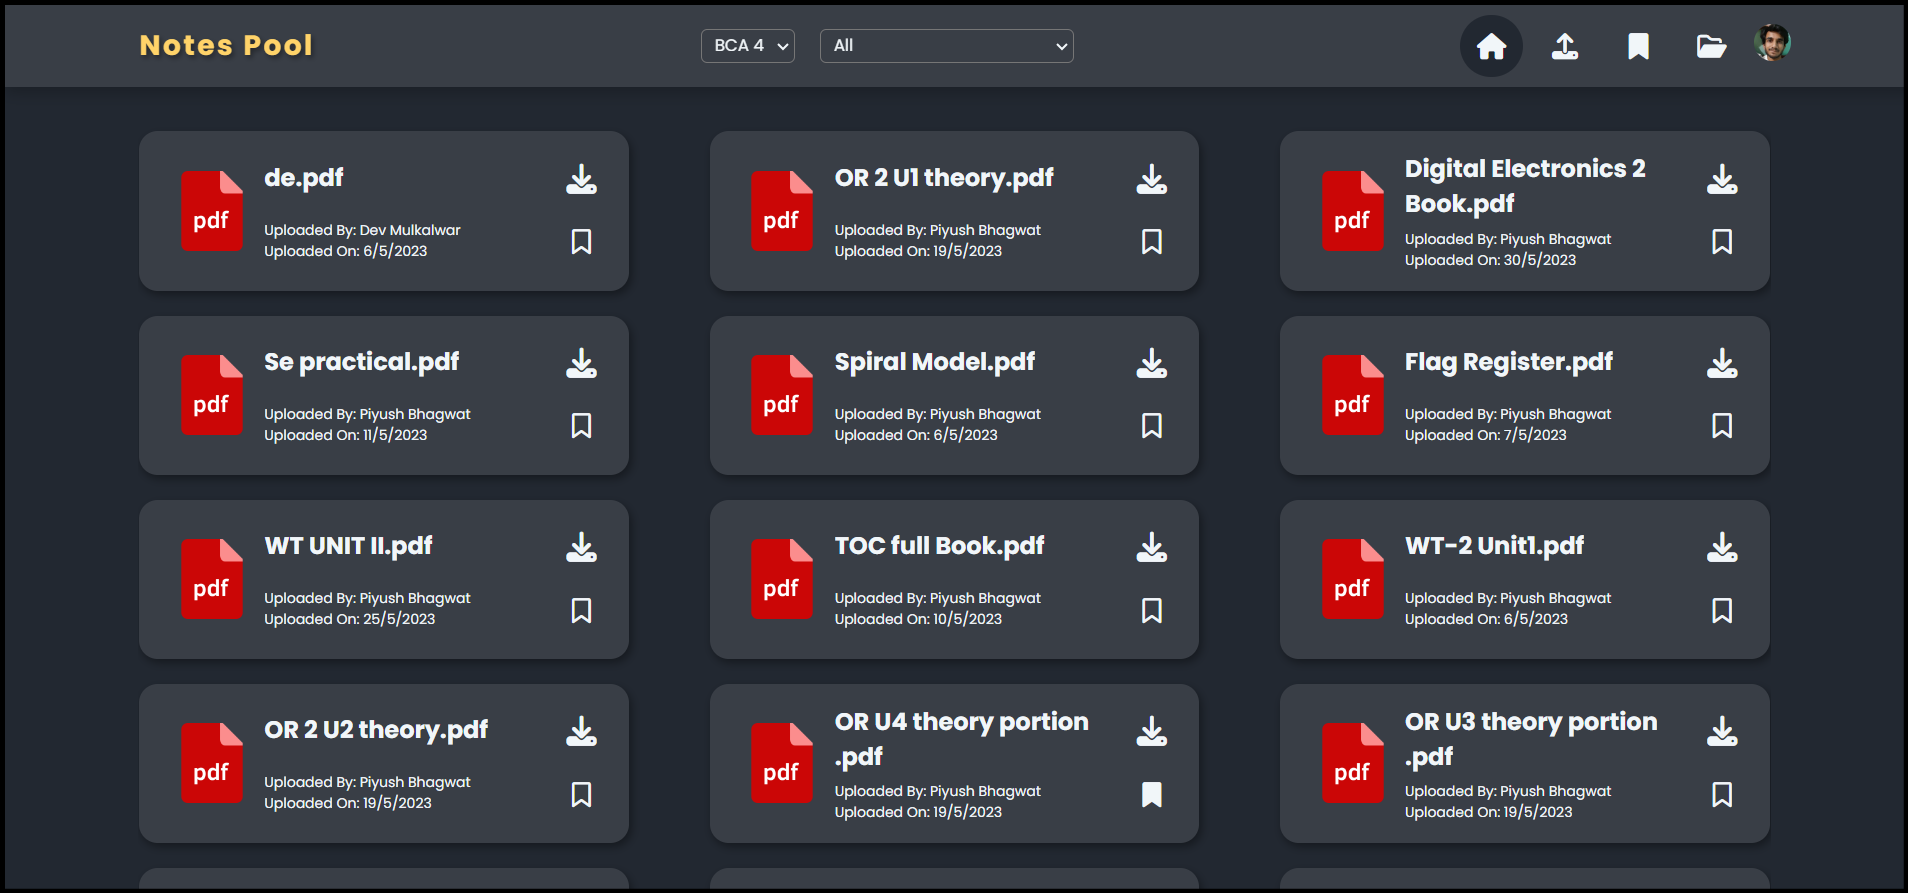 Notes Pool
BCA 4
All
pdf
de.pdf
Uploaded By: Dev Mulkalwar
Uploaded On: 6/5/2023
pdf
OR 2 U1 theory.pdf
Uploaded By: Piyush Bhagwat
Uploaded On: 19/5/2023
pdf
Digital Electronics 2
Book.pdf
Uploaded By: Piyush Bhagwat
Uploaded On: 30/5/2023
pdf
Se practical.pdf
Uploaded By: Piyush Bhagwat
Uploaded On: 11/5/2023
pdf
Spiral Model.pdf
Uploaded By: Piyush Bhagwat
Uploaded On: 6/5/2023
pdf
Flag Register.pdf
Uploaded By: Piyush Bhagwat
Uploaded On: 7/5/2023
pdf
WT UNIT II.pdf
Uploaded By: Piyush Bhagwat
Uploaded On: 25/5/2023
pdf
TOC full Book.pdf
Uploaded By: Piyush Bhagwat
Uploaded On: 10/5/2023
pdf
WT-2 Unit1.pdf
Uploaded By: Piyush Bhagwat
Uploaded On: 6/5/2023
pdf
OR 2 U2 theory.pdf
Uploaded By: Piyush Bhagwat
Uploaded On: 19/5/2023
pdf
OR U4 theory portion
.pdf
Uploaded By: Piyush Bhagwat
Uploaded On: 19/5/2023
pdf
OR U3 theory portion
.pdf
Uploaded By: Piyush Bhagwat
Uploaded On: 19/5/2023